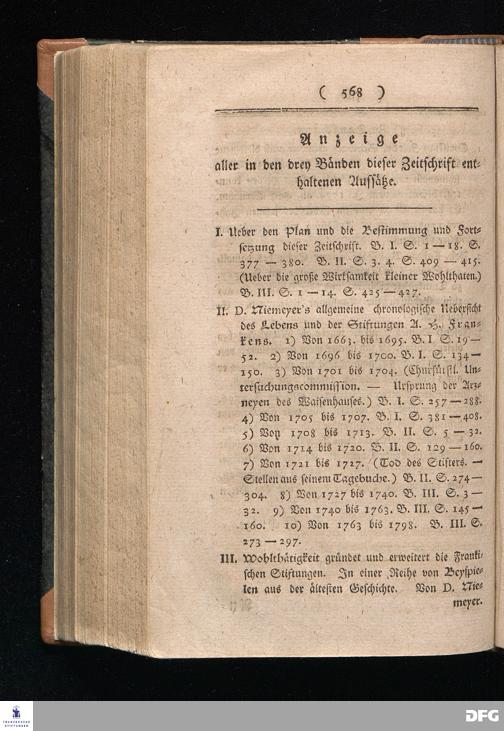 ( 568 )
Anzeige
aller in den drey Bänden dieser Zeitschrift ent-
haltenen Aufsätze.
I. Ueber den Plan und die Bestimmung und Fort-
setzung dieser Zeitschrift. B. I. S. 1 — 18. S.
377 — 380. B. II. S. 3. 4. S. 409 — 415.
(Ueber die große Wirksamkeit kleiner Wohlthaten.)
B. III. S. 1 — 14. S. 425 — 427.
II. D. Niemeyer's allgemeine chronologische Uebersicht
des Lebens und der Stiftungen A. H. Fran-
kens. 1) Von 1663. bis 1695. B. I S. 19 —
52. 2) Von 1696 bis 1700. B. I. S. 134 —
150. 3) Von 1701 bis 1704. (Churfürstl. Un-
tersuchungscommission. — Ursprung der Arz-
neyen des Waisenhauses.) B. I. S. 257 — 288.
4) Von 1705 bis 1707. B. I. S. 381 — 408.
5) Von 1708 bis 1713. B. II. S. 5 — 32.
6) Von 1714 bis 1720. B. II. S. 129 — 160.
7) Von 1721 bis 1727. (Tod des Stifters. —
Stellen aus seinem Tagebuche.) B. II. S. 274 —
304. 8) Von 1727 bis 1740. B. III. S. 3 —
32. 9) Von 1740 bis 1763. B. III. S. 145 —
160. 10) Von 1763 bis 1798. B. III. S.
273 — 297.
III. Wohlthätigkeit gründet und erweitert die Franki-
schen Stiftungen. In einer Reihe von Beyspie-
len aus der ältesten Geschichte. Von D. Nie-
meyer.
FRANCKESCHE
STIFTUNGEN
DFG